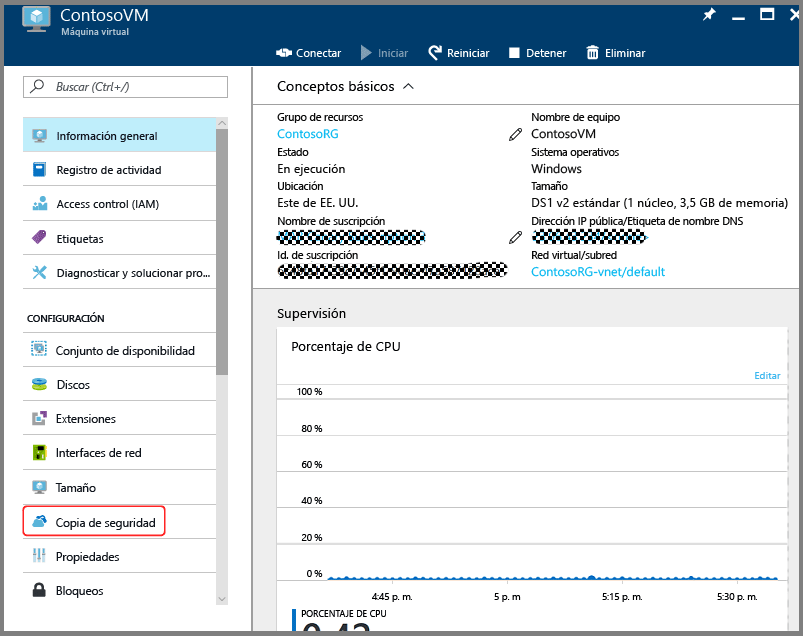 ContosoVM
Máquina virtual
Conectar
Iniciar
Reiniciar
Detener
Eliminar
Buscar (Ctrl+/)
Información general
Registro de actividad
Access control (IAM)
Etiquetas
Diagnosticar y solucionar pro...
CONFIGURACIÓN
Conjunto de disponibilidad
Discos
Extensiones
Interfaces de red
Tamaño
Copia de seguridad
Propiedades
Bloqueos
Conceptos básicos
Grupo de recursos
ContosoRG
Estado
En ejecución
Ubicación
Este de EE. UU.
Nombre de suscripción
Id. de suscripción
Nombre de equipo
ContosoVM
Sistema operativos
Windows
Tamaño
DS1 v2 estándar (1 núcleo, 3,5 GB de memoria)
Dirección IP pública/Etiqueta de nombre DNS
Red virtual/subred
ContosoRG-vnet/default
Supervisión
Porcentaje de CPU
Editar
100 %
80 %
60 %
40 %
20 %
0 %
4:45 p. m.
5 p. m
5:15 p. m.
5:30 p. m.
PORCENTAJE DE CPU